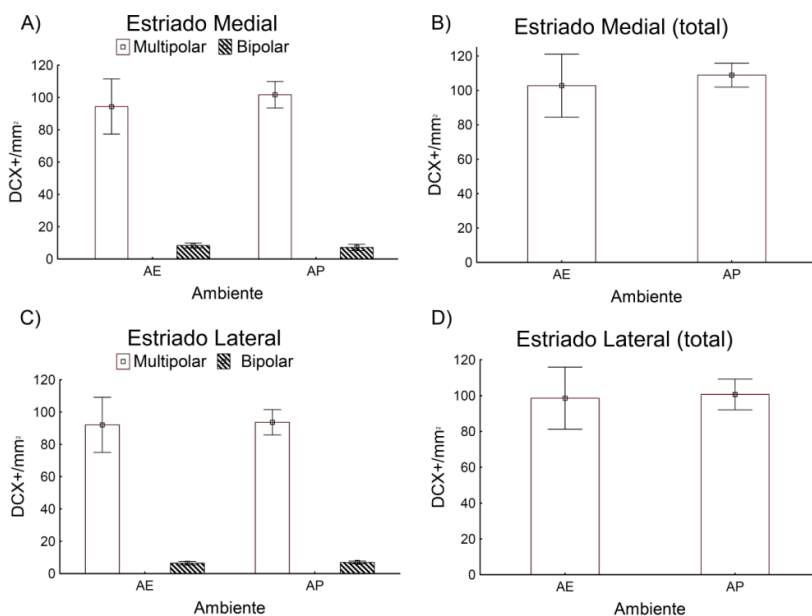 A)
Estriado Medial
Multipolar Bipolar
DCX+/mm²
120
100
80
60
40
20
0
AE AP
Ambiente
B)
Estriado Medial (total)
DCX+/mm²
120
100
80
60
40
20
0
AE AP
Ambiente
C)
Estriado Lateral
Multipolar Bipolar
DCX+/mm²
120
100
80
60
40
20
0
AE AP
Ambiente
D)
Estriado Lateral (total)
DCX+/mm²
120
100
80
60
40
20
0
AE AP
Ambiente